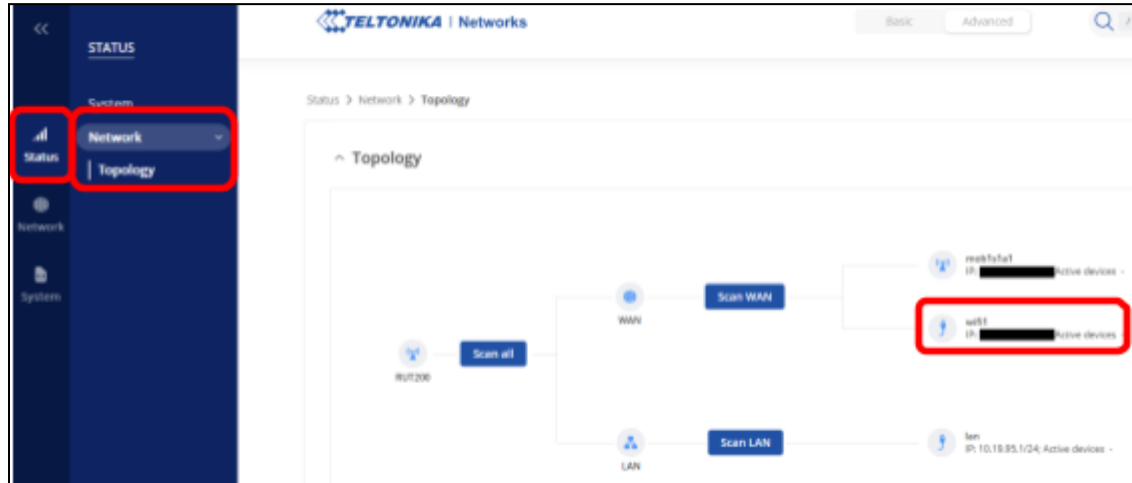 «
STATUS
System
Network
Topology
Status
Network
System
TELTONIKA | Networks
Basic
Advanced
Status > Network > Topology
Topology
RUT200
Scan all
WAN
Scan WAN
mob1s1a1
IP: Active devices -
wifi1
IP: Active devices -
LAN
Scan LAN
lan
IP: 10.19.95.1/24; Active devices -